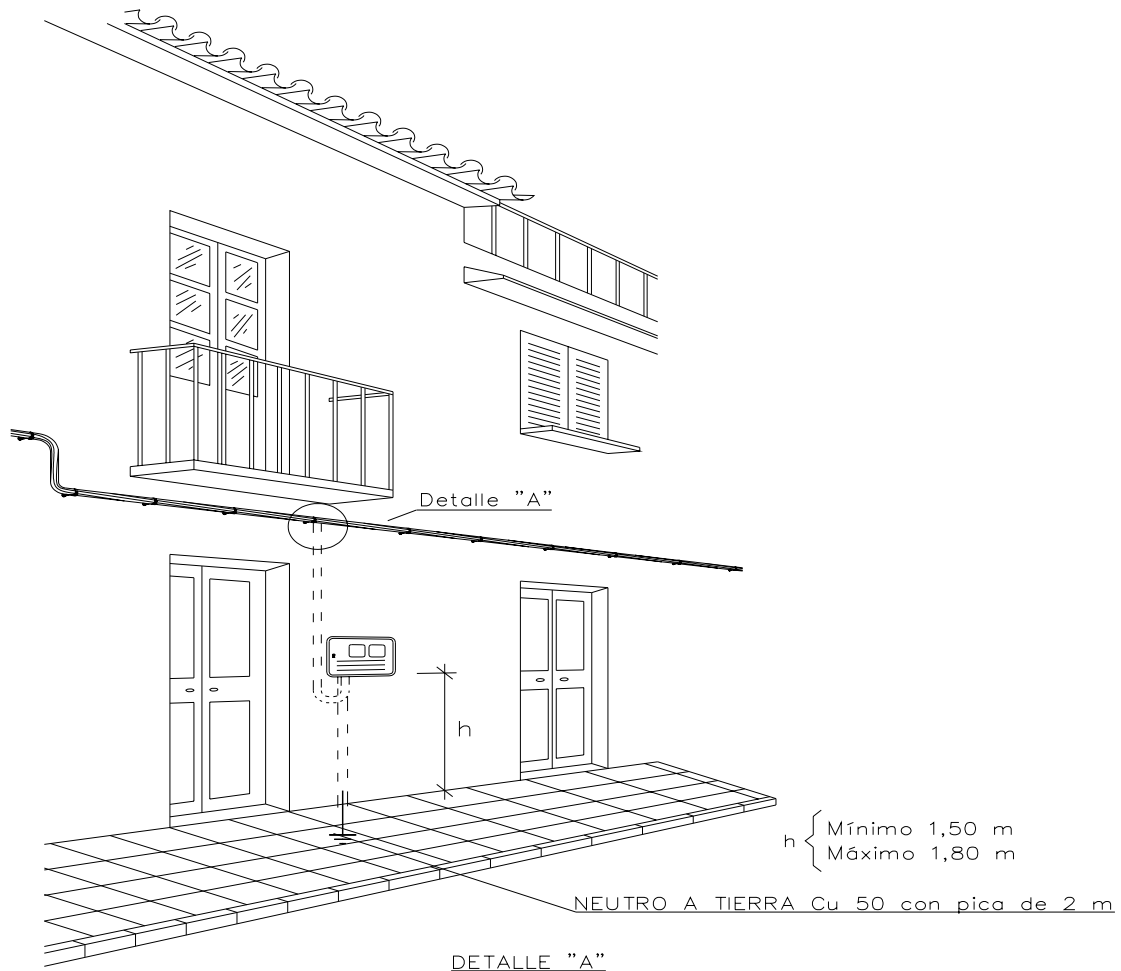 Detalle "A"
h
h
Mínimo 1,50 m
Máximo 1,80 m
NEUTRO A TIERRA Cu 50 con pica de 2 m
DETALLE "A"